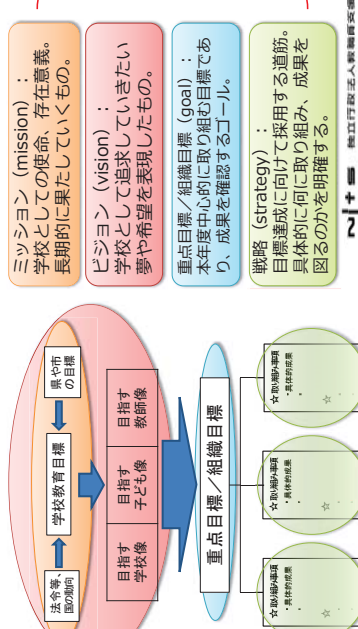 ミッション（mission）：
学校としての使命、存在意義。
長期的に果たしていくもの。
ビジョン（vision）：
学校として追求していきたい
夢や希望を表現したもの。
重点目標／組織目標（goal）：
本年度中心的に取り組む目標であ
り、成果を確認するゴール。
戦略（strategy）：
目標達成に向けて採用する道筋。
具体的に何に取り組み、成果を
図るのかを明確する。
法令等、
国の動向
学校教育目標
県や市
の目標
目指す
学校像
目指す
子ども像
目指す
教師像
重点目標／組織目標
☆取り組み事項
・具体的成果
☆
☆取り組み事項
・具体的成果
☆
☆取り組み事項
・具体的成果
☆
nits 独立行政法人教職員支援